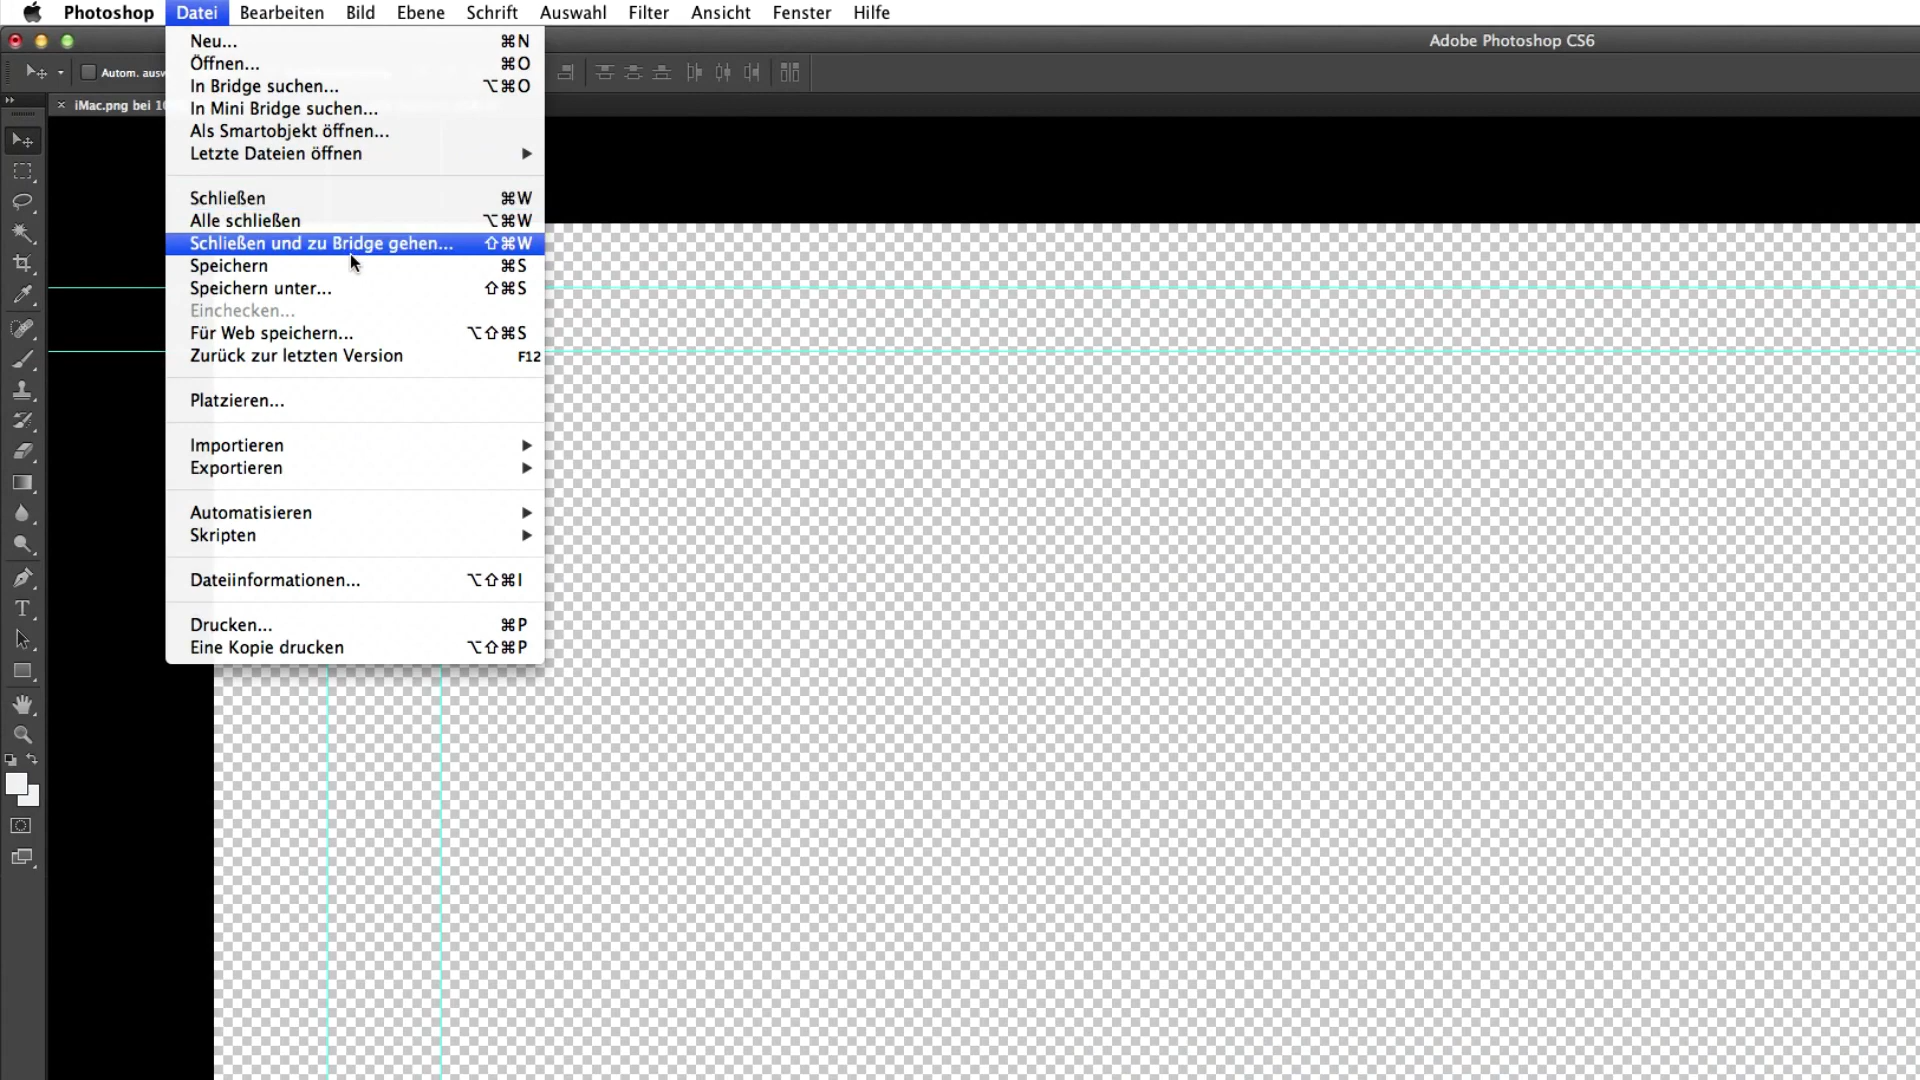 Photoshop Datei Bearbeiten Bild Ebene Schrift Auswahl Filter Ansicht Fenster Hilfe
Adobe Photoshop CS6
Autom. ausw
iMac.png bei 1
Neu... ⌘N
Öffnen... ⌘O
In Bridge suchen... ⌥⌘O
In Mini Bridge suchen...
Als Smartobjekt öffnen...
Letzte Dateien öffnen ▶
Schließen ⌘W
Alle schließen ⌥⌘W
Schließen und zu Bridge gehen... ⇧⌘W
Speichern ⌘S
Speichern unter... ⇧⌘S
Einchecken...
Für Web speichern... ⌥⇧⌘S
Zurück zur letzten Version F12
Platzieren...
Importieren ▶
Exportieren ▶
Automatisieren ▶
Skripten ▶
Dateiinformationen... ⌥⇧⌘I
Drucken... ⌘P
Eine Kopie drucken ⌥⇧⌘P